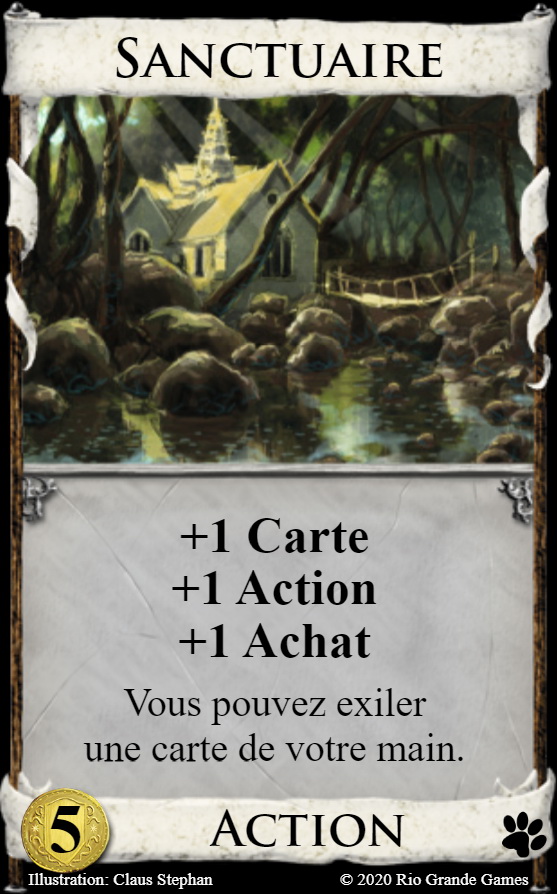 Sanctuaire
+1 Carte
+1 Action
+1 Achat
Vous pouvez exiler
une carte de votre main.
5
Action
Illustration: Claus Stephan
© 2020 Rio Grande Games